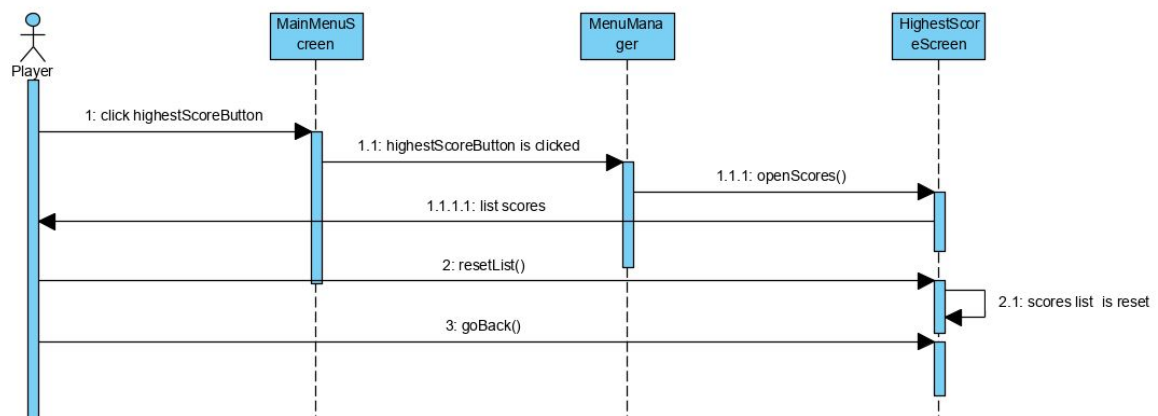 MainMenuS
creen
MenuMana
ger
HighestScor
eScreen
Player
1: click highestScoreButton
1.1: highestScoreButton is clicked
1.1.1: openScores()
1.1.1.1: list scores
2: resetList()
2.1: scores list  is reset
3: goBack()